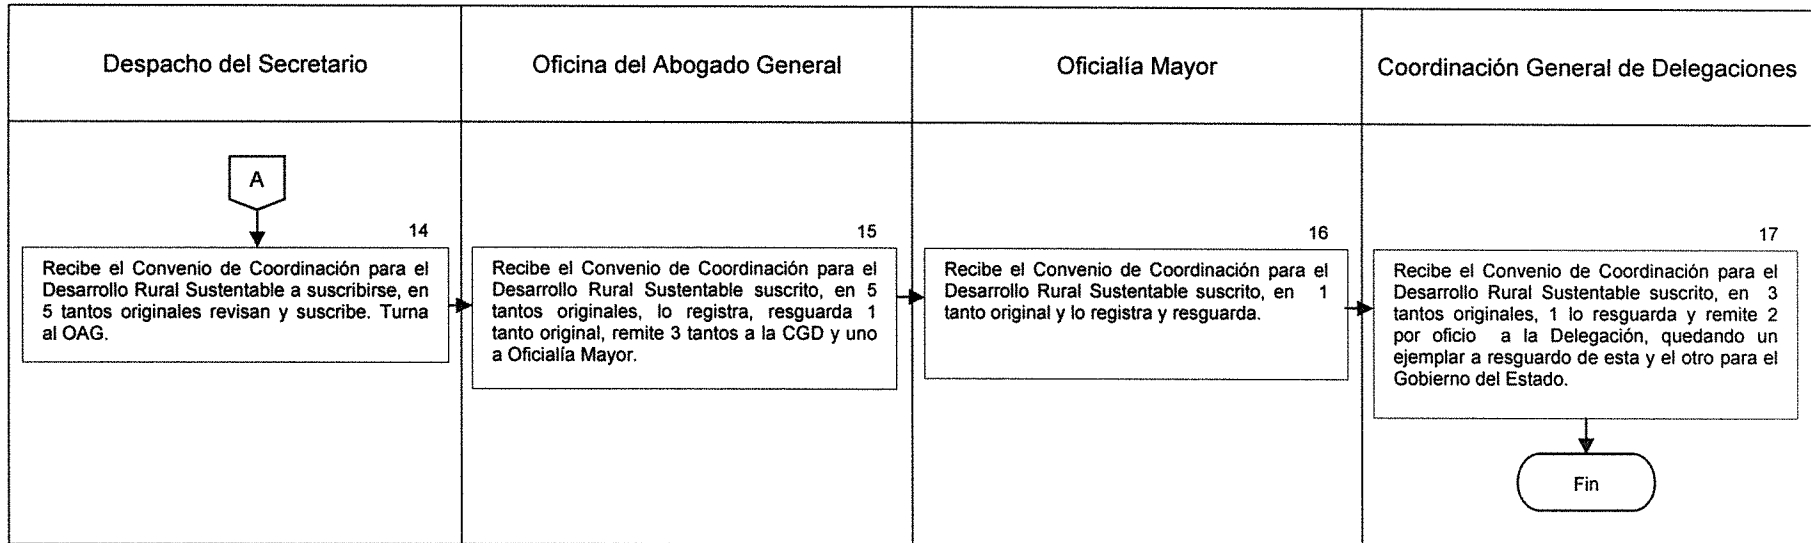 Despacho del Secretario
Oficina del Abogado General
Oficialía Mayor
Coordinación General de Delegaciones
A
14
Recibe el Convenio de Coordinación para el
Desarrollo Rural Sustentable a suscribirse, en
5 tantos originales revisan y suscribe. Turna
al OAG.
15
Recibe el Convenio de Coordinación para el
Desarrollo Rural Sustentable suscrito, en 5
tantos originales, lo registra, resguarda 1
tanto original, remite 3 tantos a la CGD y uno
a Oficialía Mayor.
16
Recibe el Convenio de Coordinación para el
Desarrollo Rural Sustentable suscrito, en 1
tanto original y lo registra y resguarda.
17
Recibe el Convenio de Coordinación para el
Desarrollo Rural Sustentable suscrito, en 3
tantos originales, 1 lo resguarda y remite 2
por oficio a la Delegación, quedando un
ejemplar a resguardo de esta y el otro para el
Gobierno del Estado.
Fin